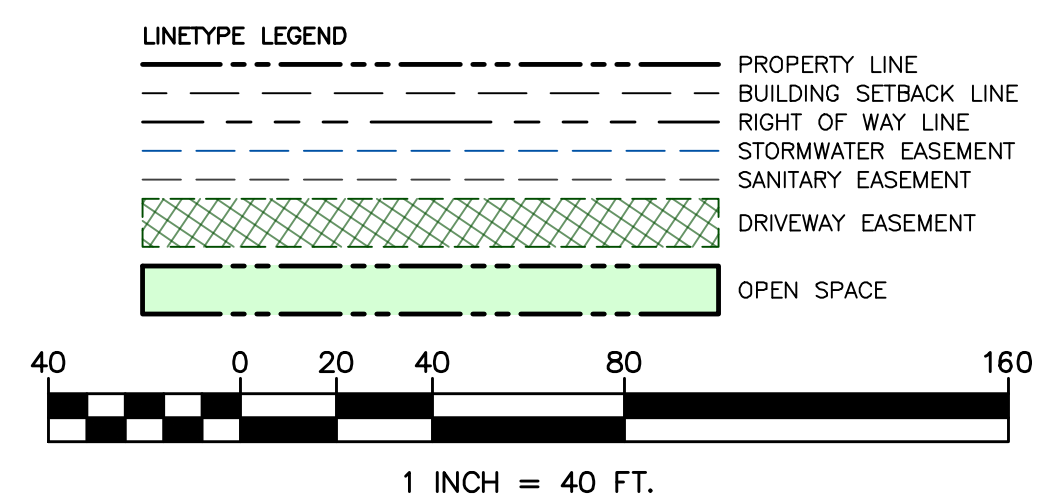 LINETYPE LEGEND
PROPERTY LINE
BUILDING SETBACK LINE
RIGHT OF WAY LINE
STORMWATER EASEMENT
SANITARY EASEMENT
DRIVEWAY EASEMENT
OPEN SPACE
40 0 20 40 80 160
1 INCH = 40 FT.